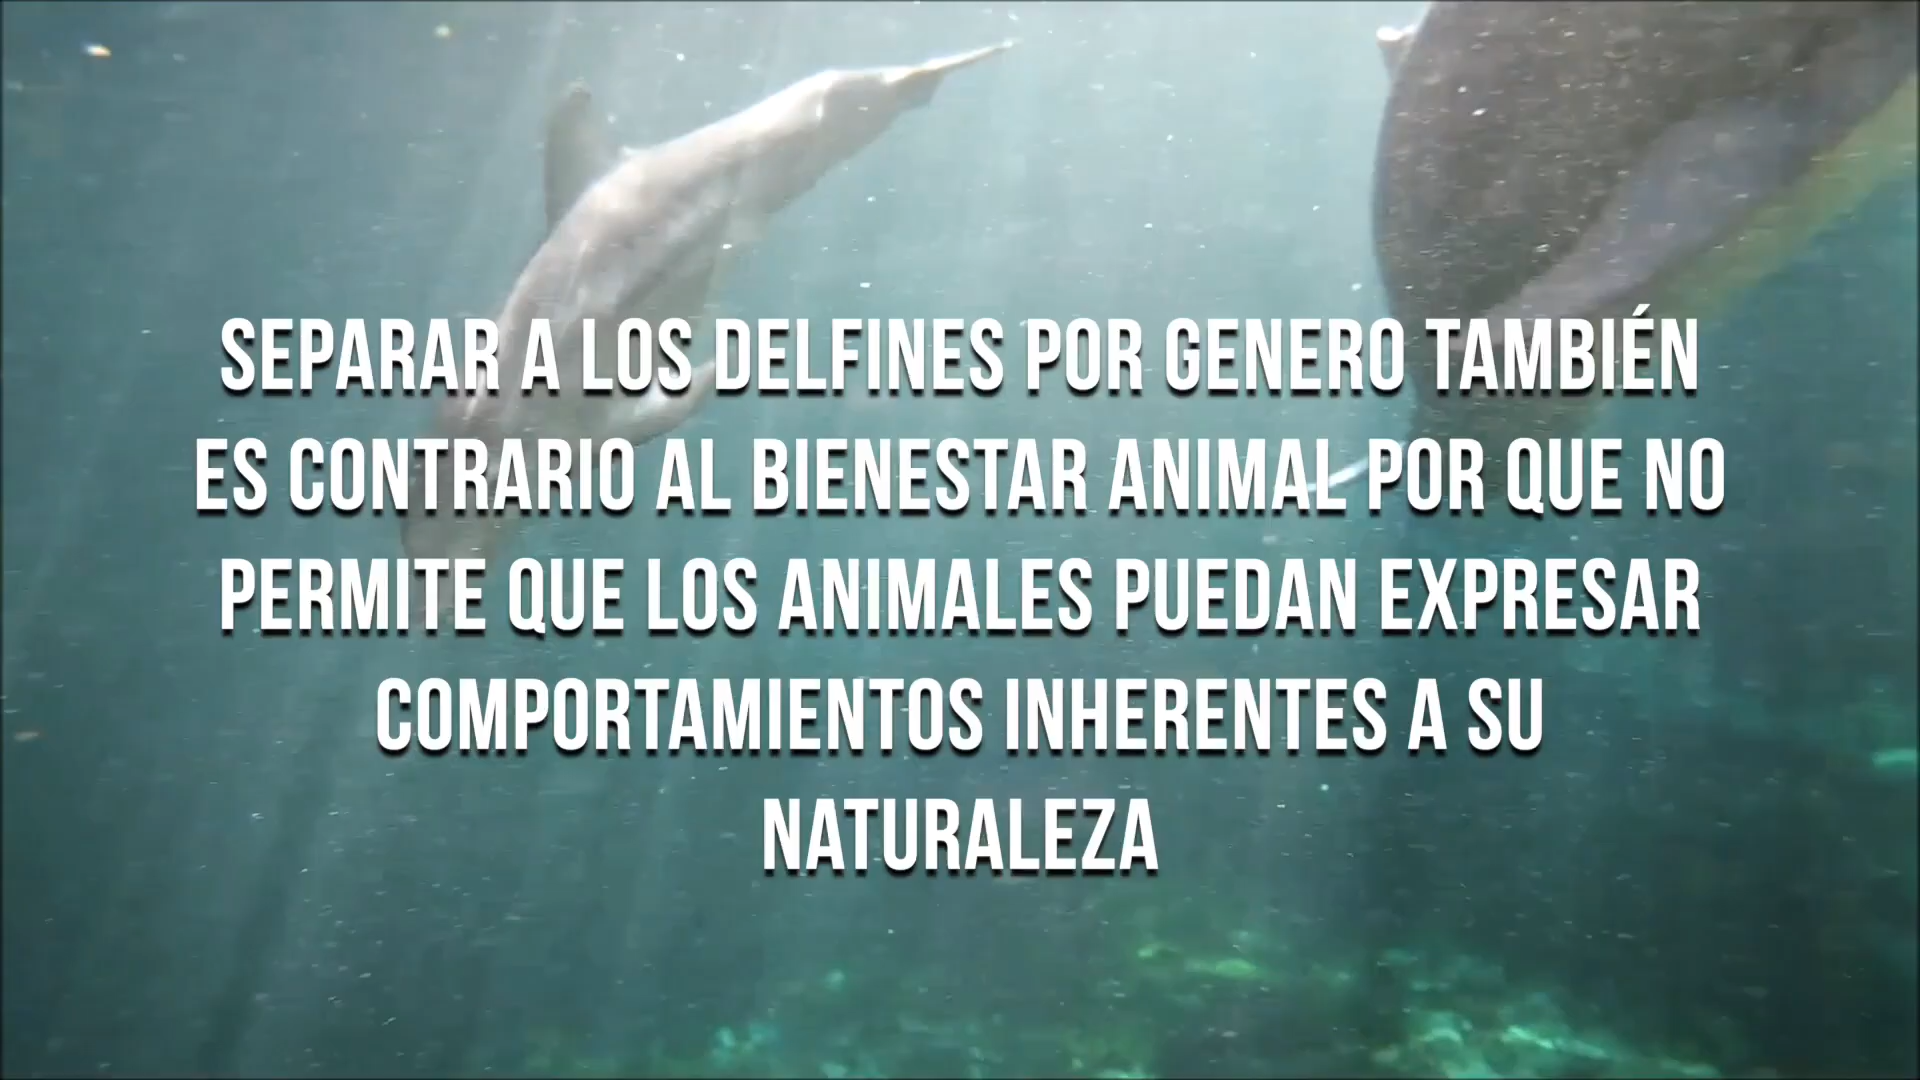 SEPARAR A LOS DELFINES POR GENERO TAMBIÉN
ES CONTRARIO AL BIENESTAR ANIMAL POR QUE NO
PERMITE QUE LOS ANIMALES PUEDAN EXPRESAR
COMPORTAMIENTOS INHERENTES A SU
NATURALEZA